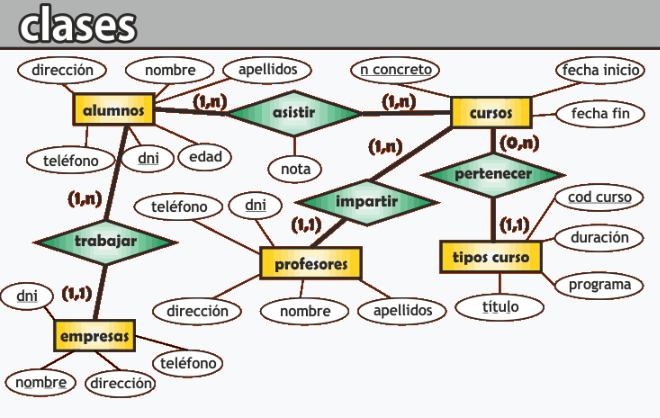 clases
dirección
nombre
apellidos
n concreto
fecha inicio
alumnos
(1,n)
asistir
(1,n)
cursos
fecha fin
teléfono
dni
edad
nota
(1,n)
(0,n)
pertenecer
(1,n)
teléfono
dni
impartir
cod curso
(1,1)
(1,1)
trabajar
duración
profesores
tipos curso
programa
dni
(1,1)
dirección
nombre
apellidos
título
empresas
teléfono
nombre
dirección